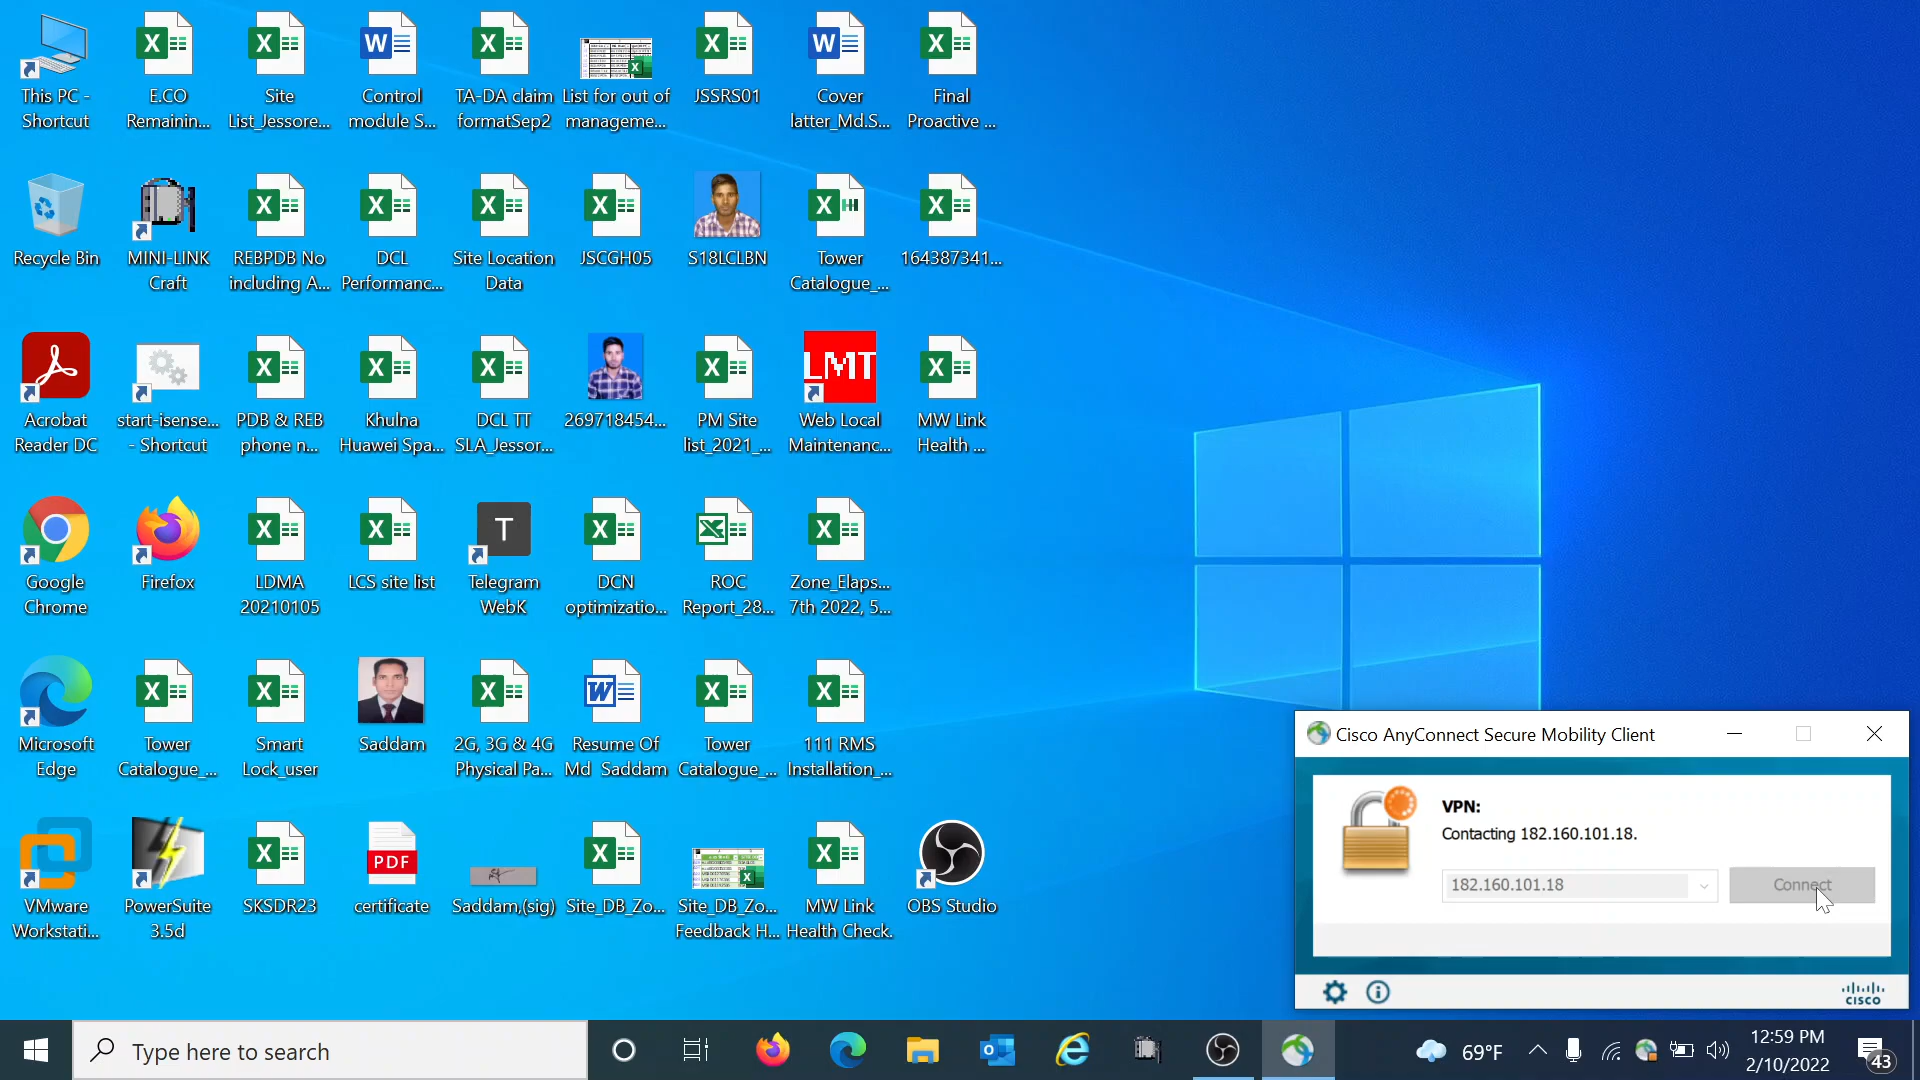 This PC -
Shortcut
E.CO
Remainin...
Site
List_Jessore...
Control
module S...
TA-DA claim
formatSep2
List for out of
manageme...
JSSRS01
Cover
latter_Md.S...
Final
Proactive ...
Recycle Bin
MINI-LINK
Craft
REBPDB No
including A...
DCL
Performanc...
Site Location
Data
JSCGH05
S18LCLBN
Tower
Catalogue_...
164387341...
Acrobat
Reader DC
start-isense...
- Shortcut
PDB & REB
phone n...
Khulna
Huawei Spa...
DCL TT
SLA_Jessor...
269718454...
PM Site
list_2021_...
LMT
Web Local
Maintenanc...
MW Link
Health ...
Google
Chrome
Firefox
LDMA
20210105
LCS site list
T
Telegram
WebK
DCN
optimizatio...
ROC
Report_28...
Zone_Elaps...
7th 2022, 5...
Microsoft
Edge
Tower
Catalogue_...
Smart
Lock_user
Saddam
2G, 3G & 4G
Physical Pa...
Resume Of
Md Saddam
Tower
Catalogue_...
111 RMS
Installation_...
VMware
Workstati...
PowerSuite
3.5d
SKSDR23
PDF
certificate
Saddam,(sig)
Site_DB_Zo...
Site_DB_Zo...
Feedback H...
MW Link
Health Check.
OBS Studio
Cisco AnyConnect Secure Mobility Client
VPN:
Contacting 182.160.101.18.
182.160.101.18
Connect
CISCO
Type here to search
69°F
12:59 PM
2/10/2022
43